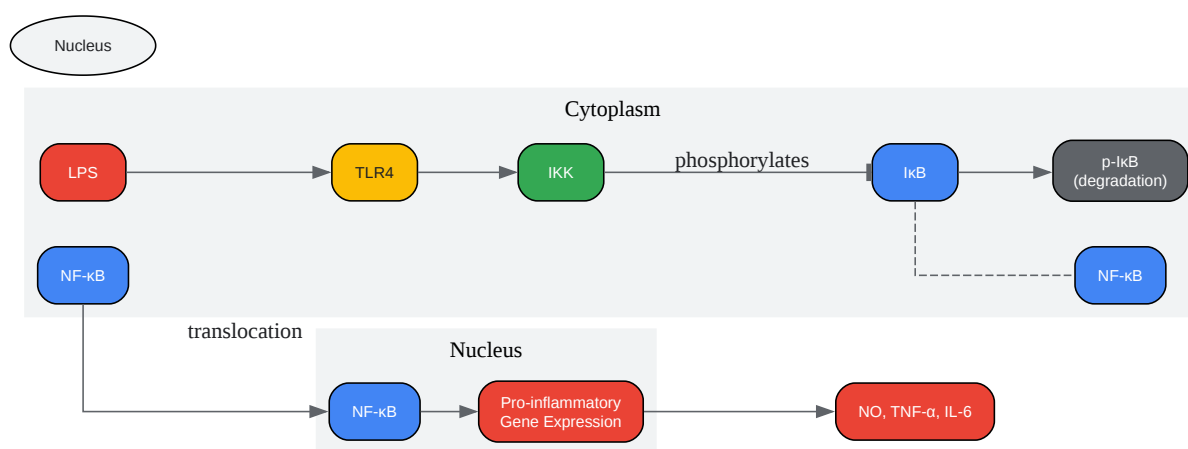 Nucleus
Cytoplasm
LPS
TLR4
IKK
phosphorylates
IκB
p-IκB
(degradation)
NF-κB
NF-κB
translocation
Nucleus
NF-κB
Pro-inflammatory
Gene Expression
NO, TNF-α, IL-6